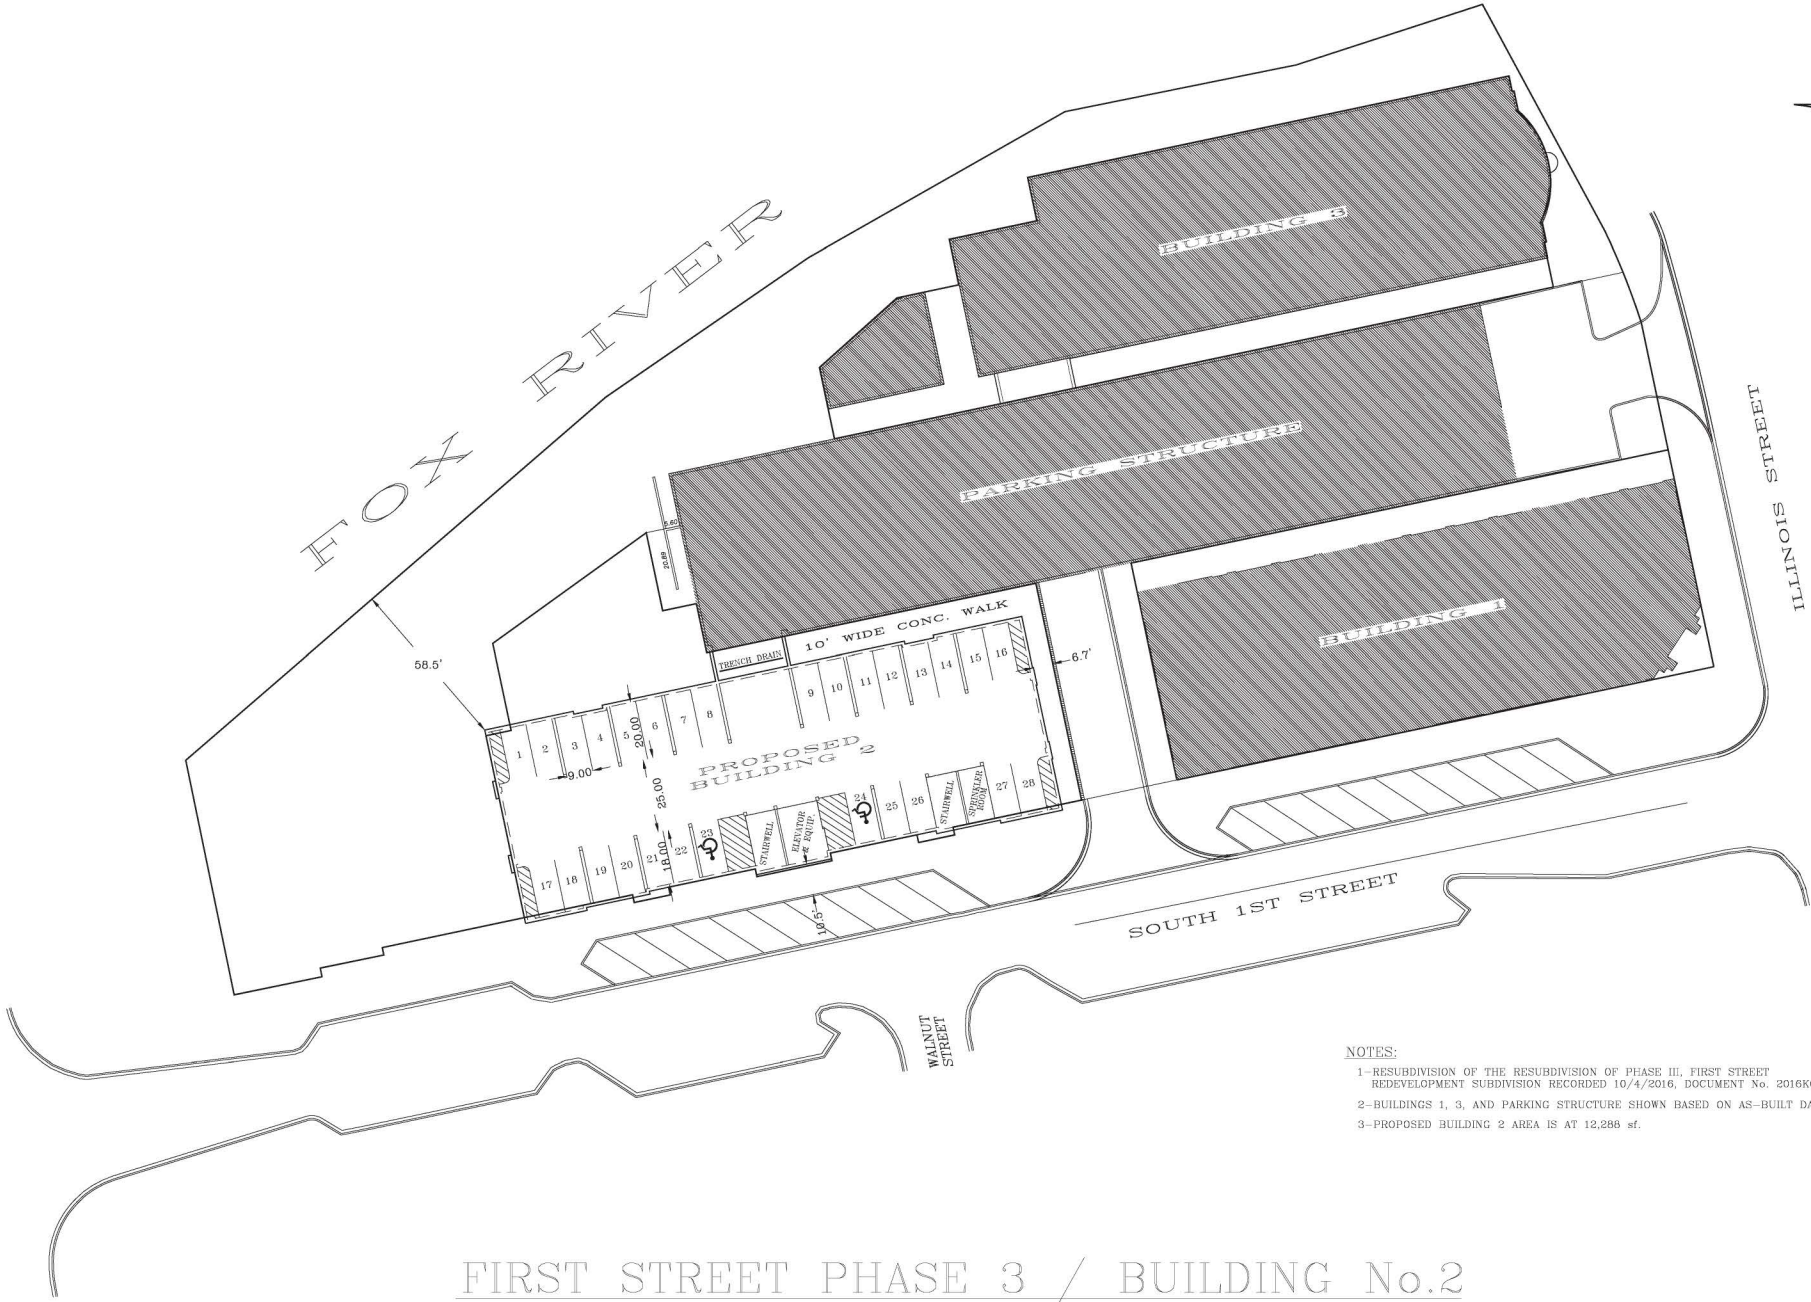 FOX RIVER
BUILDING 3
PARKING STRUCTURE
BUILDING 1
ILLINOIS STREET
5.60
20.89
58.5'
10' WIDE CONC. WALK
TRENCH DRAIN
6.7'
1
2
3
4
5
6
7
8
9
10
11
12
13
14
15
16
20.00
9.00
25.00
18.00
PROPOSED
BUILDING 2
17
18
19
20
21
22
23
STAIRWELL
ELEVATOR
& EQUIP.
24
25
26
STAIRWELL
SPRINKLER
ROOM
27
28
10.5'
SOUTH 1ST STREET
WALNUT
STREET
NOTES:
1-RESUBDIVISION OF THE RESUBDIVISION OF PHASE III, FIRST STREET
REDEVELOPMENT SUBDIVISION RECORDED 10/4/2016, DOCUMENT No.
2-BUILDINGS 1, 3, AND PARKING STRUCTURE SHOWN BASED ON AS-BUILT
3-PROPOSED BUILDING 2 AREA IS AT 12,288 sf.
FIRST STREET PHASE 3 / BUILDING No.2